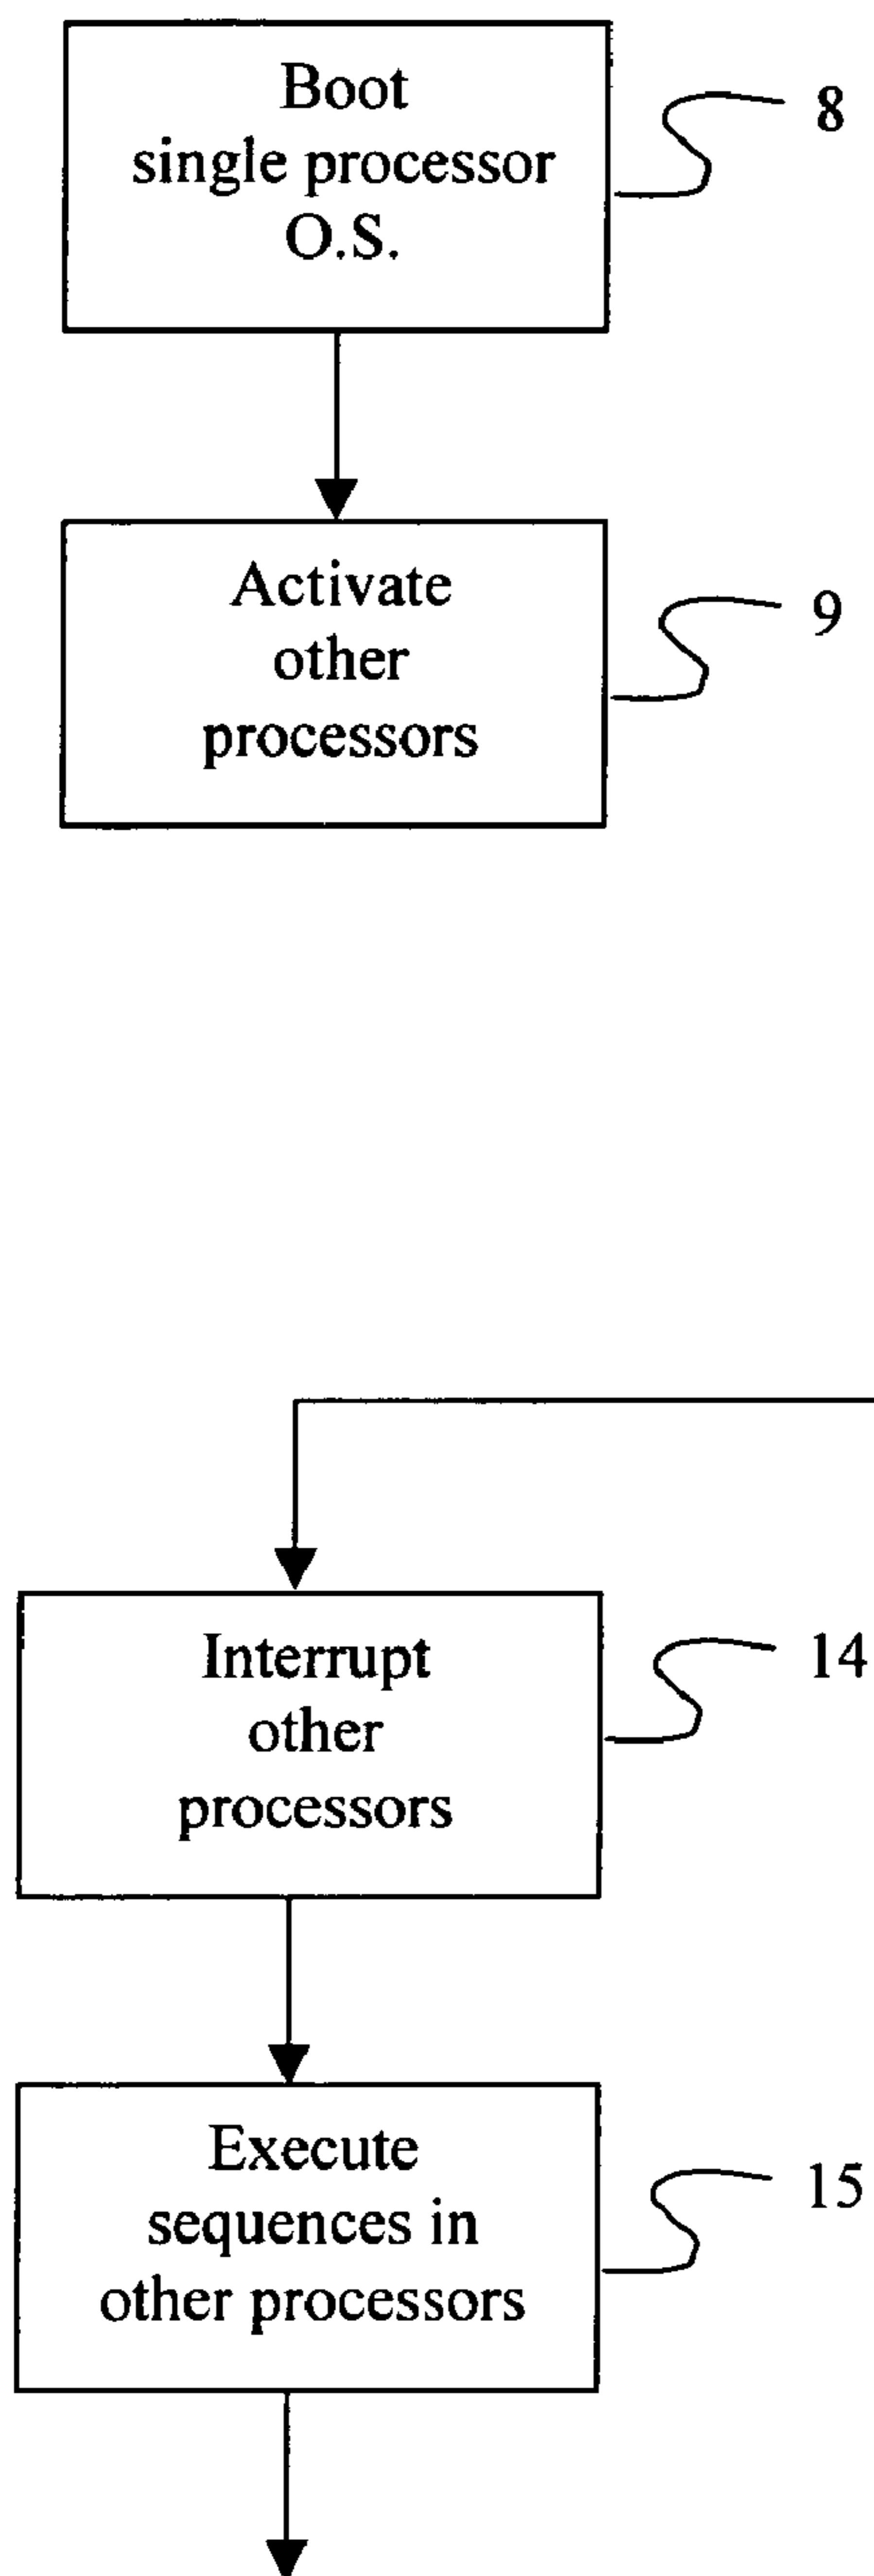 Boot
single processor
O.S.
8
Activate
other
processors
9
Interrupt
other
processors
14
Execute
sequences in
other processors
15